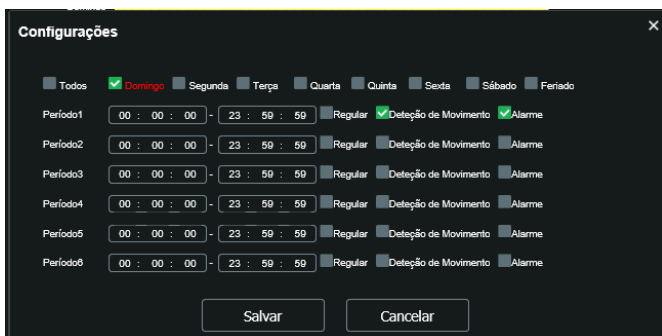 Configurações
Todos Domingo Segunda Terça Quarta Quinta Sexta Sábado Feriado
Período1 00 : 00 : 00 - 23 : 59 : 59 Regular Deteção de Movimento Alarme
Período2 00 : 00 : 00 - 23 : 59 : 59 Regular Deteção de Movimento Alarme
Período3 00 : 00 : 00 - 23 : 59 : 59 Regular Deteção de Movimento Alarme
Período4 00 : 00 : 00 - 23 : 59 : 59 Regular Deteção de Movimento Alarme
Período5 00 : 00 : 00 - 23 : 59 : 59 Regular Deteção de Movimento Alarme
Período6 00 : 00 : 00 - 23 : 59 : 59 Regular Deteção de Movimento Alarme
Salvar Cancelar